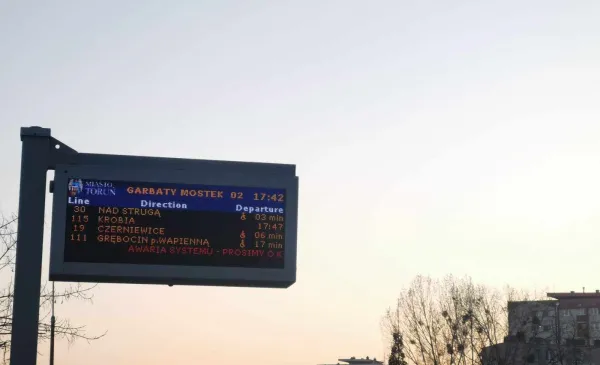 MIASTO TORUŃ GARBATY MOSTEK 02 17:42
Line Direction Departure
30 NAD STRUGĄ 03 min
115 KROBIA 17:47
19 CZERNIEWICE 06 min
111 GRĘBOCIN p.WAPIENNA 17 min
AWARIA SYSTEMU - PROSIMY O K